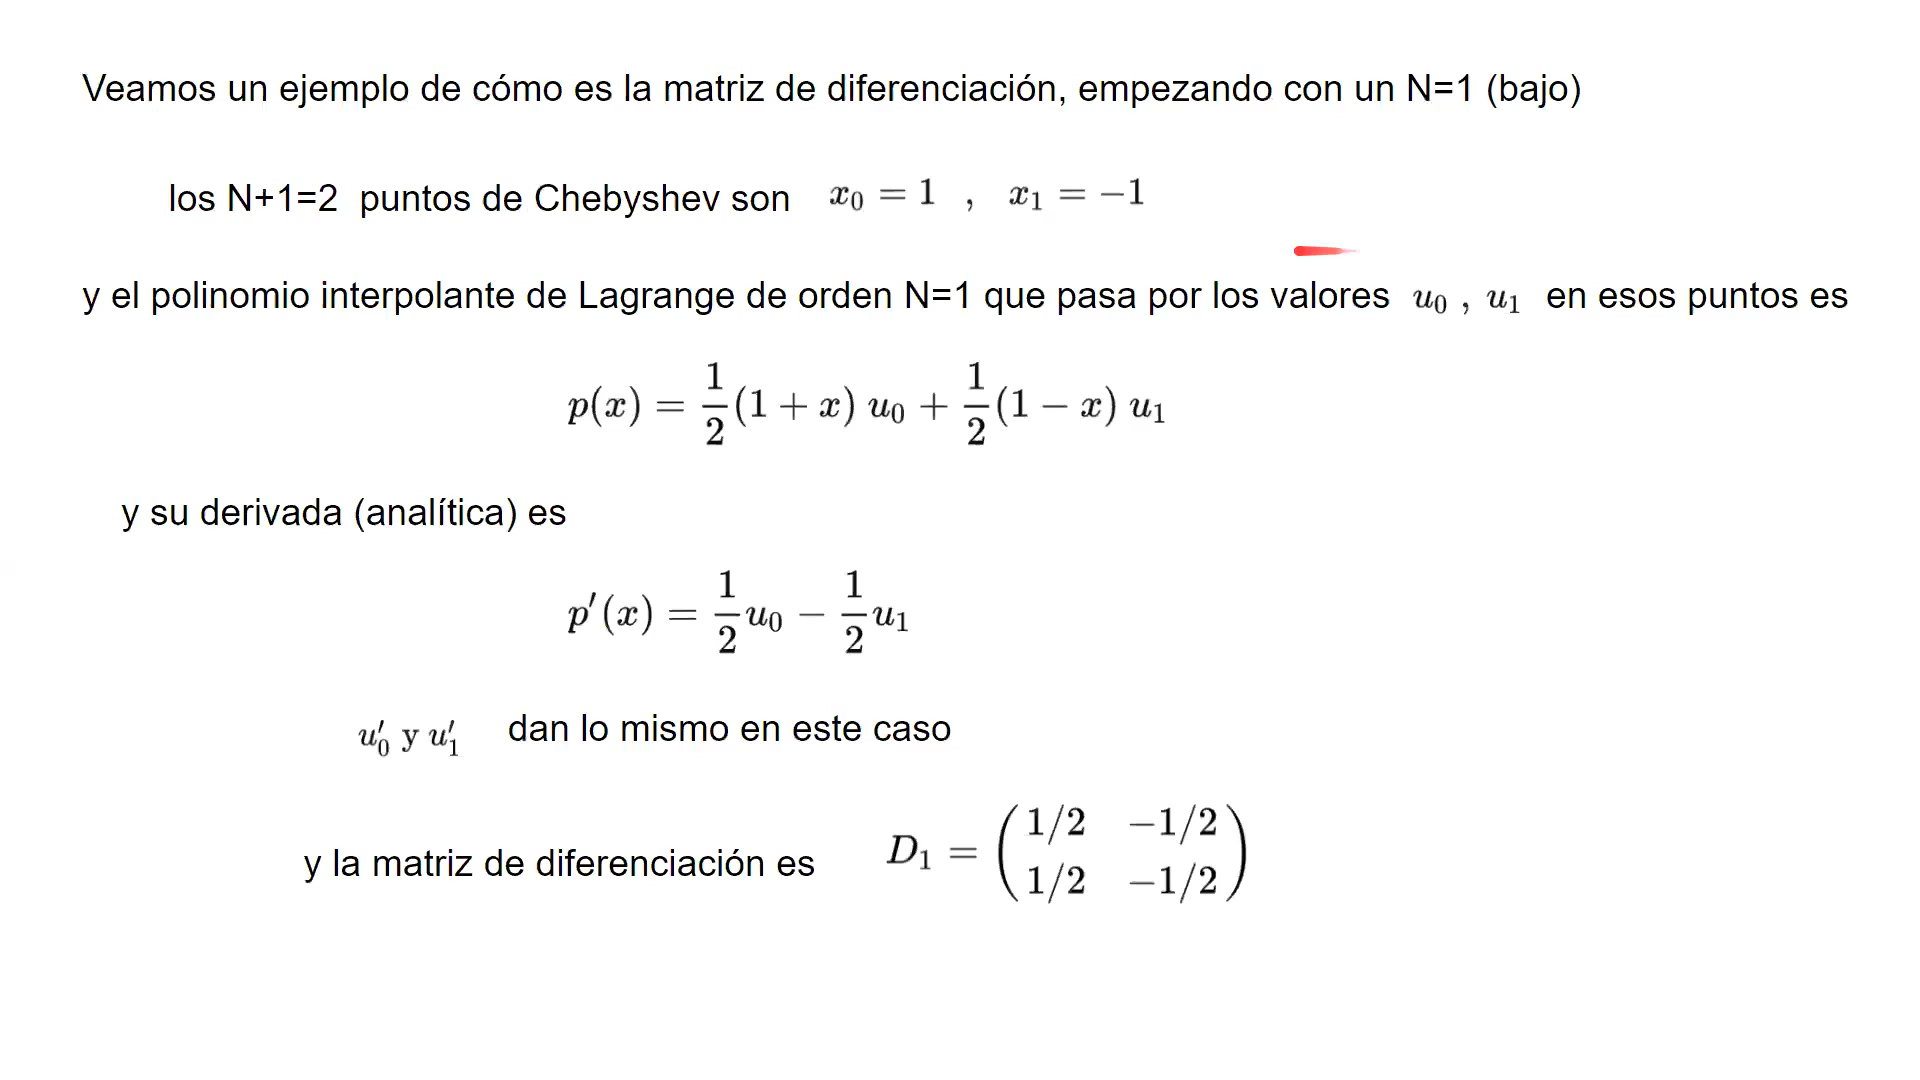 Veamos un ejemplo de cómo es la matriz de diferenciación, empezando con un N=1 (bajo)
los N+1=2 puntos de Chebyshev son x₀ = 1 , x₁ = −1
y el polinomio interpolante de Lagrange de orden N=1 que pasa por los valores u₀ , u₁ en esos puntos es
p(x) = 1/2 (1 + x) u₀ + 1/2 (1 − x) u₁
y su derivada (analítica) es
p′(x) = 1/2 u₀ − 1/2 u₁
u′₀ y u′₁ dan lo mismo en este caso
y la matriz de diferenciación es D₁ = ( 1/2 −1/2
1/2 −1/2 )